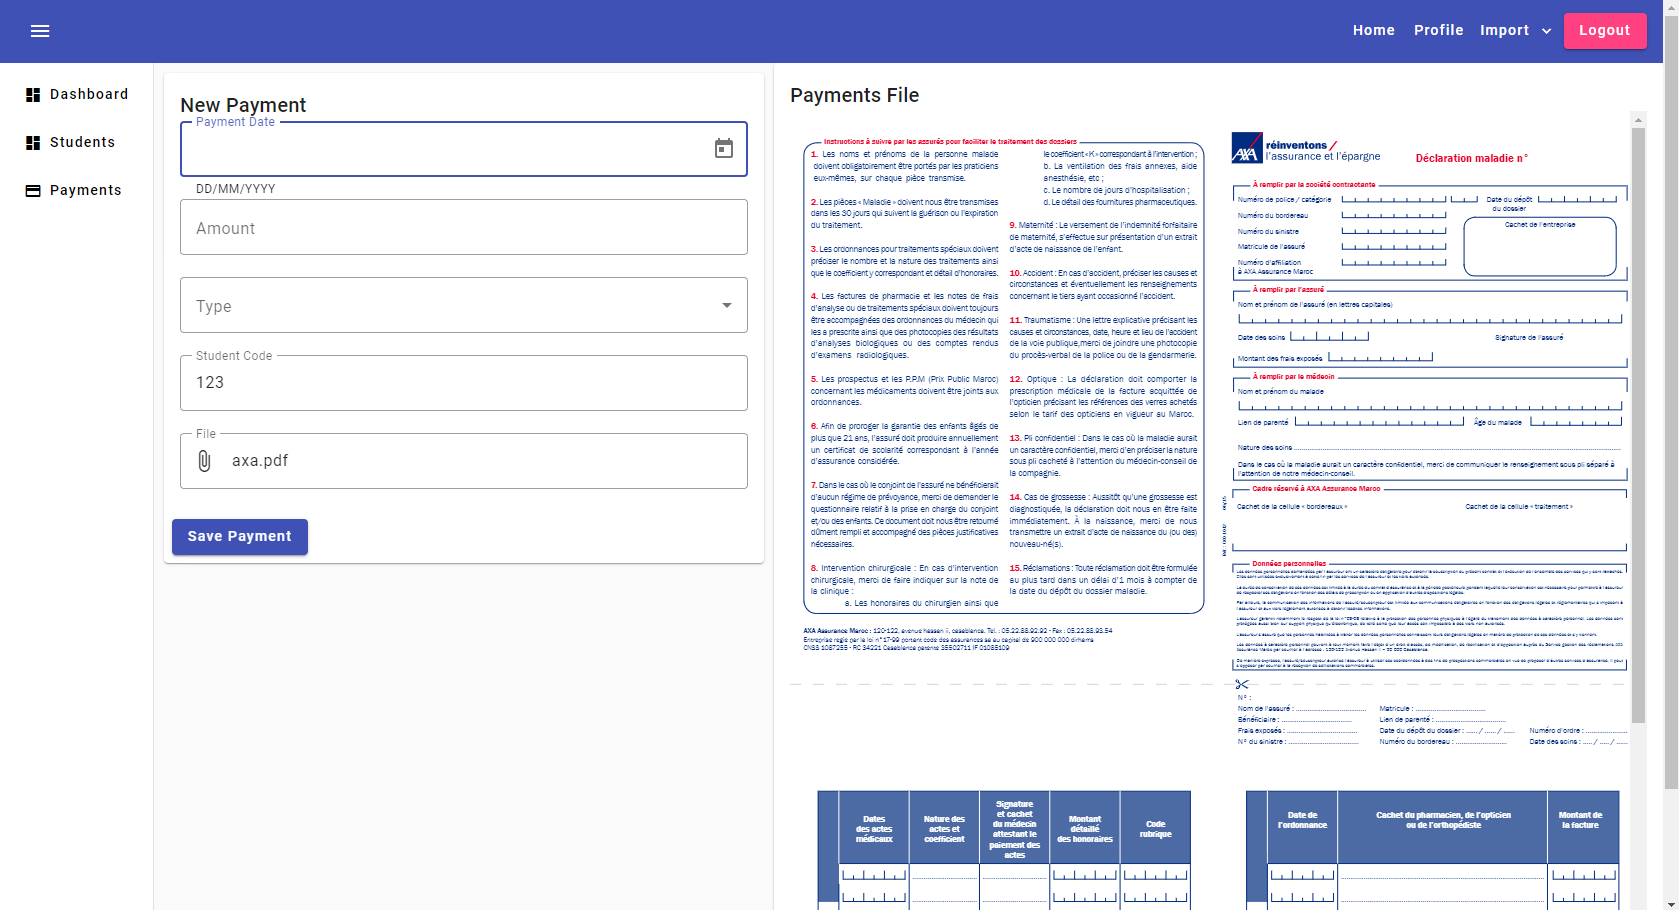 Home Profile Import Logout
Dashboard
Students
Payments
New Payment
Payment Date
DD/MM/YYYY
Amount
Type
Student Code
123
File
axa.pdf
Save Payment
Payments File
Instructions à suivre par les assurés pour faciliter le traitement des dossiers
1. Les noms et prénoms de la personne malade
doivent obligatoirement être portés par les praticiens
eux-mêmes, sur chaque pièce transmise.
2. Les pièces « Maladie » doivent nous être transmises
dans les 30 jours qui suivent la guérison ou l'expiration
du traitement.
3. Les ordonnances pour traitements spéciaux doivent
préciser le nombre et la nature des traitements ainsi
que le coefficient y correspondant et détail d'honoraires.
4. Les factures de pharmacie et les notes de frais
d'analyse ou de traitements spéciaux doivent toujours
être accompagnées des ordonnances du médecin qui
les a prescrite ainsi que des photocopies des résultats
d'analyses biologiques ou des comptes rendus
d'examens radiologiques.
5. Les prospectus et les P.P.M (Prix Public Maroc)
concernant les médicaments doivent être joints aux
ordonnances.
6. Afin de proroger la garantie des enfants âgés de
plus que 21 ans, l'assuré doit produire annuellement
un certificat de scolarité correspondant à l'année
d'assurance considérée.
7. Dans le cas où le conjoint de l'assuré ne bénéficierait
d'aucun régime de prévoyance, merci de demander le
questionnaire relatif à la prise en charge du conjoint
et/ou des enfants. Ce document doit nous être retourné
dûment rempli et accompagné des pièces justificatives
nécessaires.
8. Intervention chirurgicale : En cas d'intervention
chirurgicale, merci de faire indiquer sur la note de
la clinique :
a. Les honoraires du chirurgien ainsi que
le coefficient « K » correspondant à l'intervention ;
b. La ventilation des frais annexes, aide
anesthésie, etc ;
c. Le nombre de jours d'hospitalisation ;
d. Le détail des fournitures pharmaceutiques.
9. Maternité : Le versement de l'indemnité forfaitaire
de maternité, s'effectue sur présentation d'un extrait
d'acte de naissance de l'enfant.
10. Accident : En cas d'accident, préciser les causes et
circonstances et éventuellement les renseignements
concernant le tiers ayant occasionné l'accident.
11. Traumatisme : Une lettre explicative précisant les
causes et circonstances, date, heure et lieu de l'accident
de la voie publique,merci de joindre une photocopie
du procès-verbal de la police ou de la gendarmerie.
12. Optique : La déclaration doit comporter la
prescription médicale de la facture acquittée de
l'opticien précisant les références des verres achetés
selon le tarif des opticiens en vigueur au Maroc.
13. Pli confidentiel : Dans le cas où la maladie aurait
un caractère confidentiel, merci d'en préciser la nature
sous pli cacheté à l'attention du médecin-conseil de
la compagnie.
14. Cas de grossesse : Aussitôt qu'une grossesse est
diagnostiquée, la déclaration doit nous en être faite
immédiatement. À la naissance, merci de nous
transmettre un extrait d'acte de naissance du (ou des)
nouveau-né(s).
15. Réclamations : Toute réclamation doit être formulée
au plus tard dans un délai d'1 mois à compter de
la date du dépôt du dossier maladie.
AXA Assurance Maroc : 120-122, avenue hassan ii, casablanca. Tél. : 05.22.88.92.92 - Fax : 05.22.88.93.54
Entreprise régie par la loi n°17-99 portant code des assurances se au capital de 900 000 000 dirhams
CNSS 1087255 - RC 34221 Casablanca patente 35502711 IF 01085109
AXA
réinventons /
l'assurance et l'épargne
Déclaration maladie n°
À remplir par la société contractante
Numéro de police / catégorie
Date du dépôt
du dossier
Numéro du bordereau
Numéro du sinistre
Matricule de l'assuré
Numéro d'affiliation
à AXA Assurance Maroc
Cachet de l'entreprise
À remplir par l'assuré
Nom et prénom de l'assuré (en lettres capitales)
Date des soins
Signature de l'assuré
Montant des frais exposés
À remplir par le médecin
Nom et prénom du malade
Lien de parenté
Âge du malade
Nature des soins
Dans le cas où la maladie aurait un caractère confidentiel, merci de communiquer le renseignement sous pli séparé à
l'attention de notre médecin-conseil.
Cadre réservé à AXA Assurance Maroc
Cachet de la cellule « bordereaux »
Cachet de la cellule « traitement »
Données personnelles
N° :
Nom de l'assuré : Matricule :
Bénéficiaire : Lien de parenté :
Frais exposés : Date du dépôt du dossier : ...... / ...... / ...... Numéro d'ordre :
N° du sinistre : Numéro du bordereau : Date des soins : ..... / ..... / .....
Dates
des actes
médicaux
Nature des
actes et
coefficient
Signature
et cachet
du médecin
attestant le
paiement des
actes
Montant
détaillé
des honoraires
Code
rubrique
Date de
l'ordonnance
Cachet du pharmacien, de l'opticien
ou de l'orthopédiste
Montant de
la facture